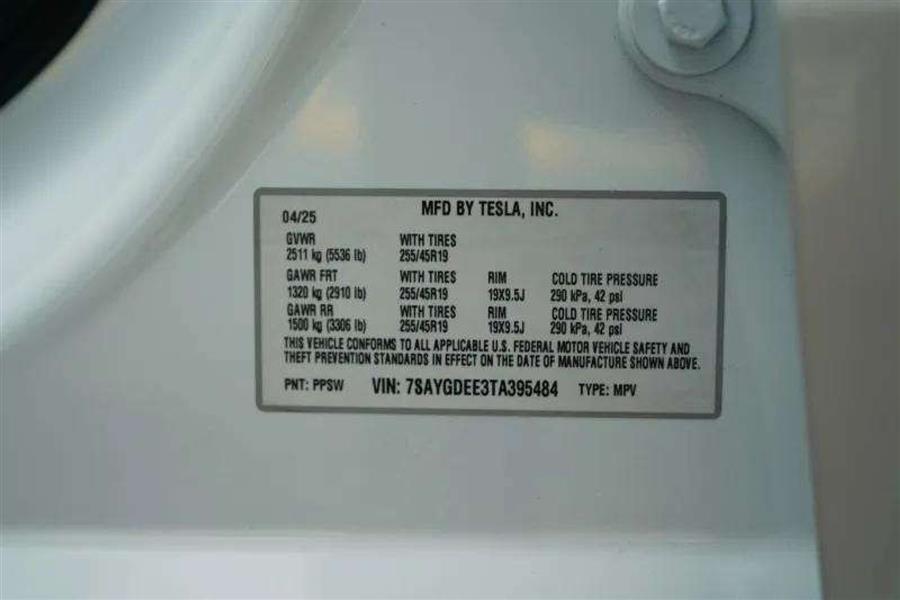 MFD BY TESLA, INC.
04/25
GVWR WITH TIRES
2511 kg (5536 lb) 255/45R19
GAWR FRT WITH TIRES RIM COLD TIRE PRESSURE
1320 kg (2910 lb) 255/45R19 19X9.5J 290 kPa, 42 psi
GAWR RR WITH TIRES RIM COLD TIRE PRESSURE
1500 kg (3306 lb) 255/45R19 19X9.5J 290 kPa, 42 psi
THIS VEHICLE CONFORMS TO ALL APPLICABLE U.S. FEDERAL MOTOR VEHICLE SAFETY AND
THEFT PREVENTION STANDARDS IN EFFECT ON THE DATE OF MANUFACTURE SHOWN ABOVE.
PNT: PPSW VIN: 7SAYGDEE3TA395484 TYPE: MPV